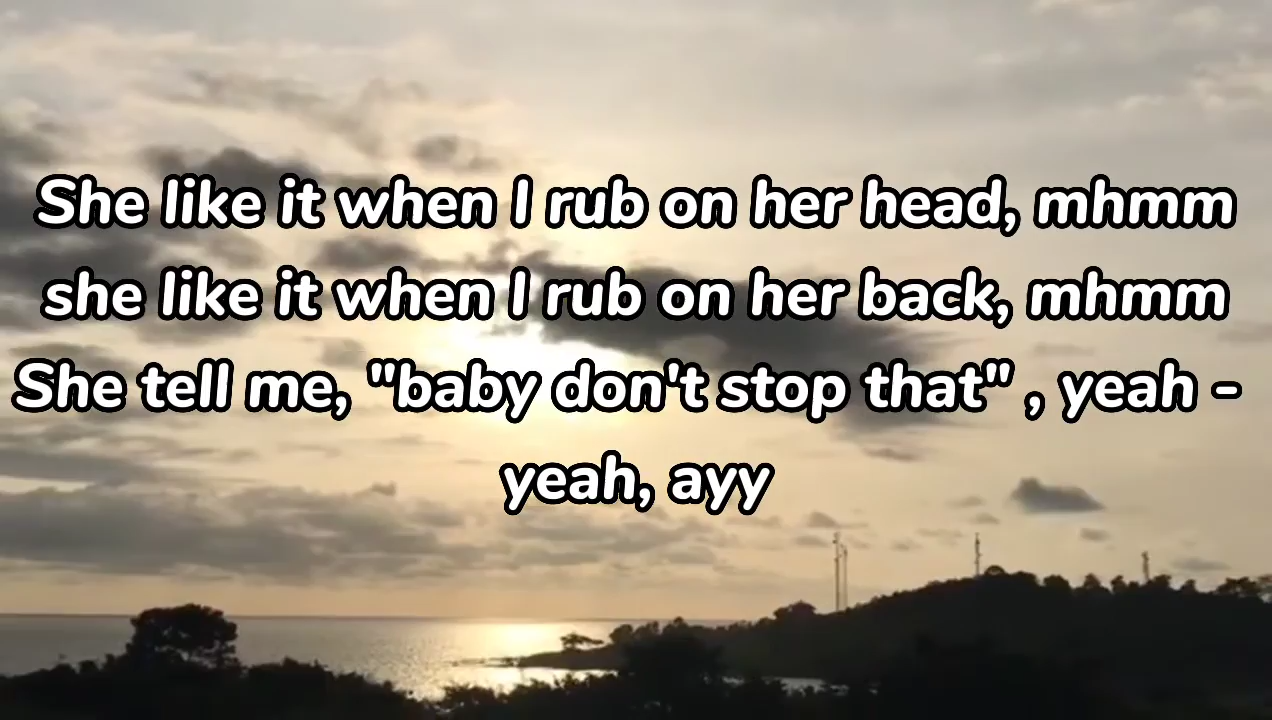 She like it when I rub on her head, mhmm
she like it when I rub on her back, mhmm
She tell me, "baby don't stop that" , yeah -
yeah, ayy